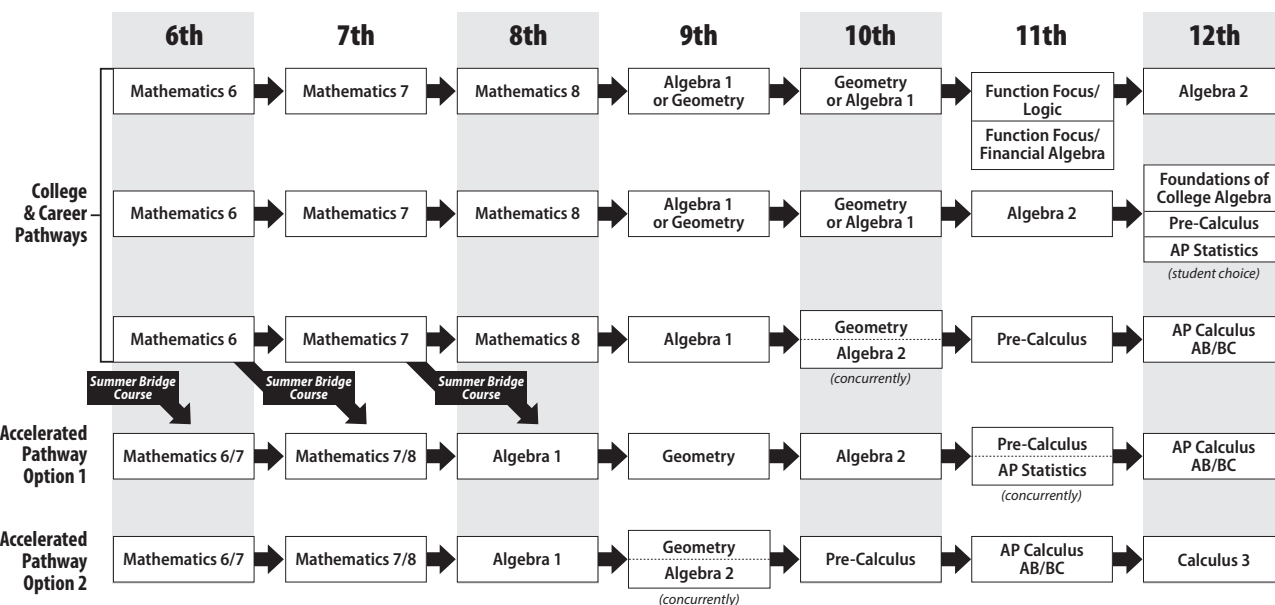 6th 7th 8th 9th 10th 11th 12th
College
& Career
Pathways
Mathematics 6
Mathematics 7
Mathematics 8
Algebra 1
or Geometry
Geometry
or Algebra 1
Function Focus/
Logic
Function Focus/
Financial Algebra
Algebra 2
Mathematics 6
Mathematics 7
Mathematics 8
Algebra 1
or Geometry
Geometry
or Algebra 1
Algebra 2
Foundations of
College Algebra
Pre-Calculus
AP Statistics
(student choice)
Mathematics 6
Mathematics 7
Mathematics 8
Algebra 1
Geometry
Algebra 2
(concurrently)
Pre-Calculus
AP Calculus
AB/BC
Summer Bridge
Course
Summer Bridge
Course
Summer Bridge
Course
Accelerated
Pathway
Option 1
Mathematics 6/7
Mathematics 7/8
Algebra 1
Geometry
Algebra 2
Pre-Calculus
AP Statistics
(concurrently)
AP Calculus
AB/BC
Accelerated
Pathway
Option 2
Mathematics 6/7
Mathematics 7/8
Algebra 1
Geometry
Algebra 2
(concurrently)
Pre-Calculus
AP Calculus
AB/BC
Calculus 3